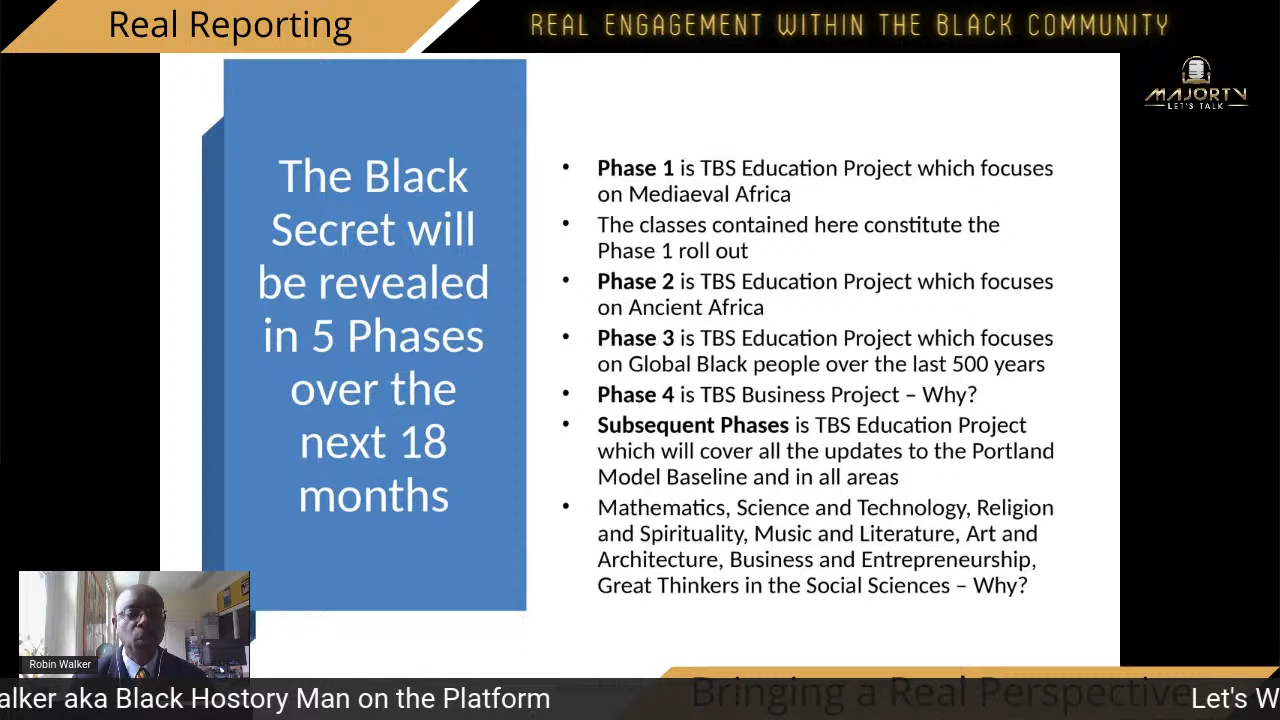 Real Reporting
REAL ENGAGEMENT WITHIN THE BLACK COMMUNITY
MAJORTV
LET'S TALK
The Black
Secret will
be revealed
in 5 Phases
over the
next 18
months
• Phase 1 is TBS Education Project which focuses
on Mediaeval Africa
• The classes contained here constitute the
Phase 1 roll out
• Phase 2 is TBS Education Project which focuses
on Ancient Africa
• Phase 3 is TBS Education Project which focuses
on Global Black people over the last 500 years
• Phase 4 is TBS Business Project – Why?
• Subsequent Phases is TBS Education Project
which will cover all the updates to the Portland
Model Baseline and in all areas
• Mathematics, Science and Technology, Religion
and Spirituality, Music and Literature, Art and
Architecture, Business and Entrepreneurship,
Great Thinkers in the Social Sciences – Why?
Robin Walker
Bringing a Real Perspective
alker aka Black Hostory Man on the Platform
Let's W